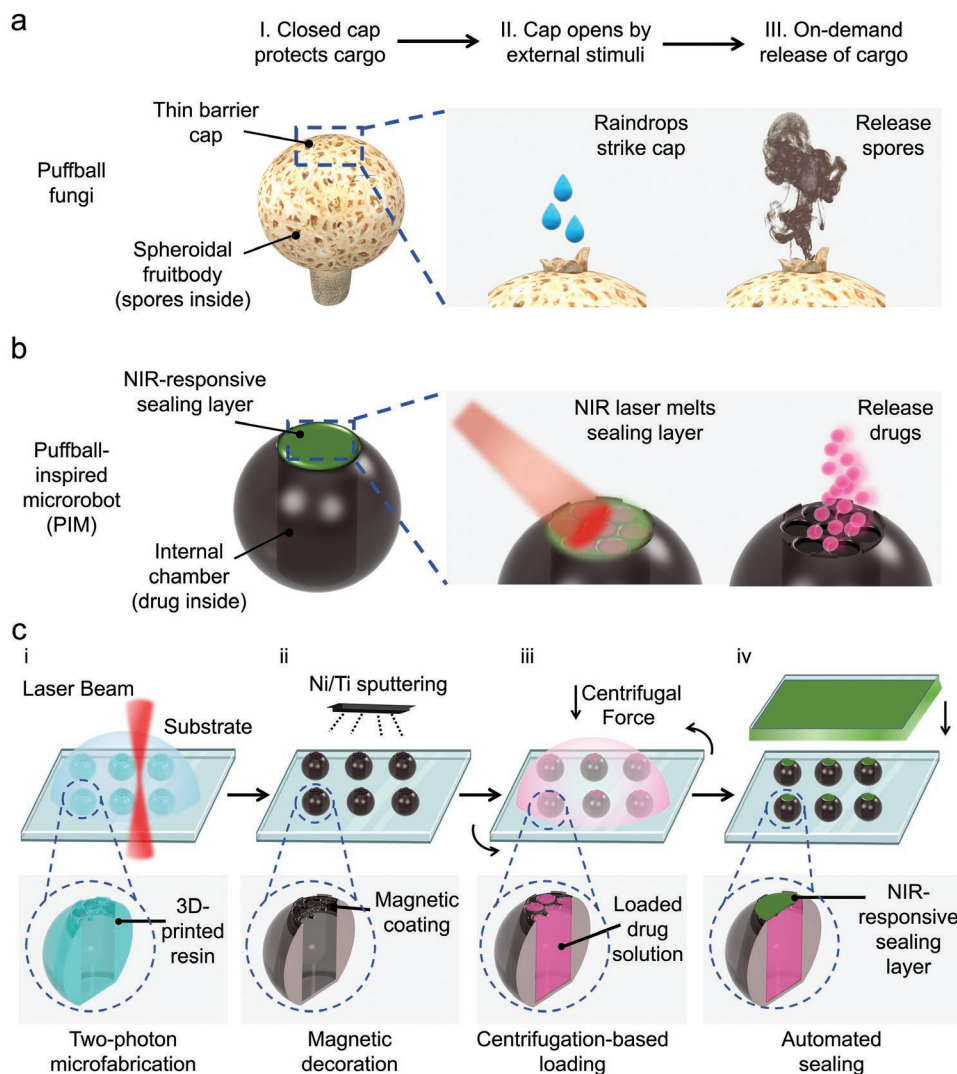 a
I. Closed cap
protects cargo
II. Cap opens by
external stimuli
III. On-demand
release of cargo
Thin barrier
cap
Puffball
fungi
Spheroidal
fruitbody
(spores inside)
Raindrops
strike cap
Release
spores
b
NIR-responsive
sealing layer
Puffball-
inspired
microrobot
(PIM)
Internal
chamber
(drug inside)
NIR laser melts
sealing layer
Release
drugs
c
i
Laser Beam
Substrate
3D-
printed
resin
Two-photon
microfabrication
ii
Ni/Ti sputtering
Magnetic
coating
Magnetic
decoration
iii
Centrifugal
Force
Loaded
drug
solution
Centrifugation-based
loading
iv
NIR-
responsive
sealing
layer
Automated
sealing